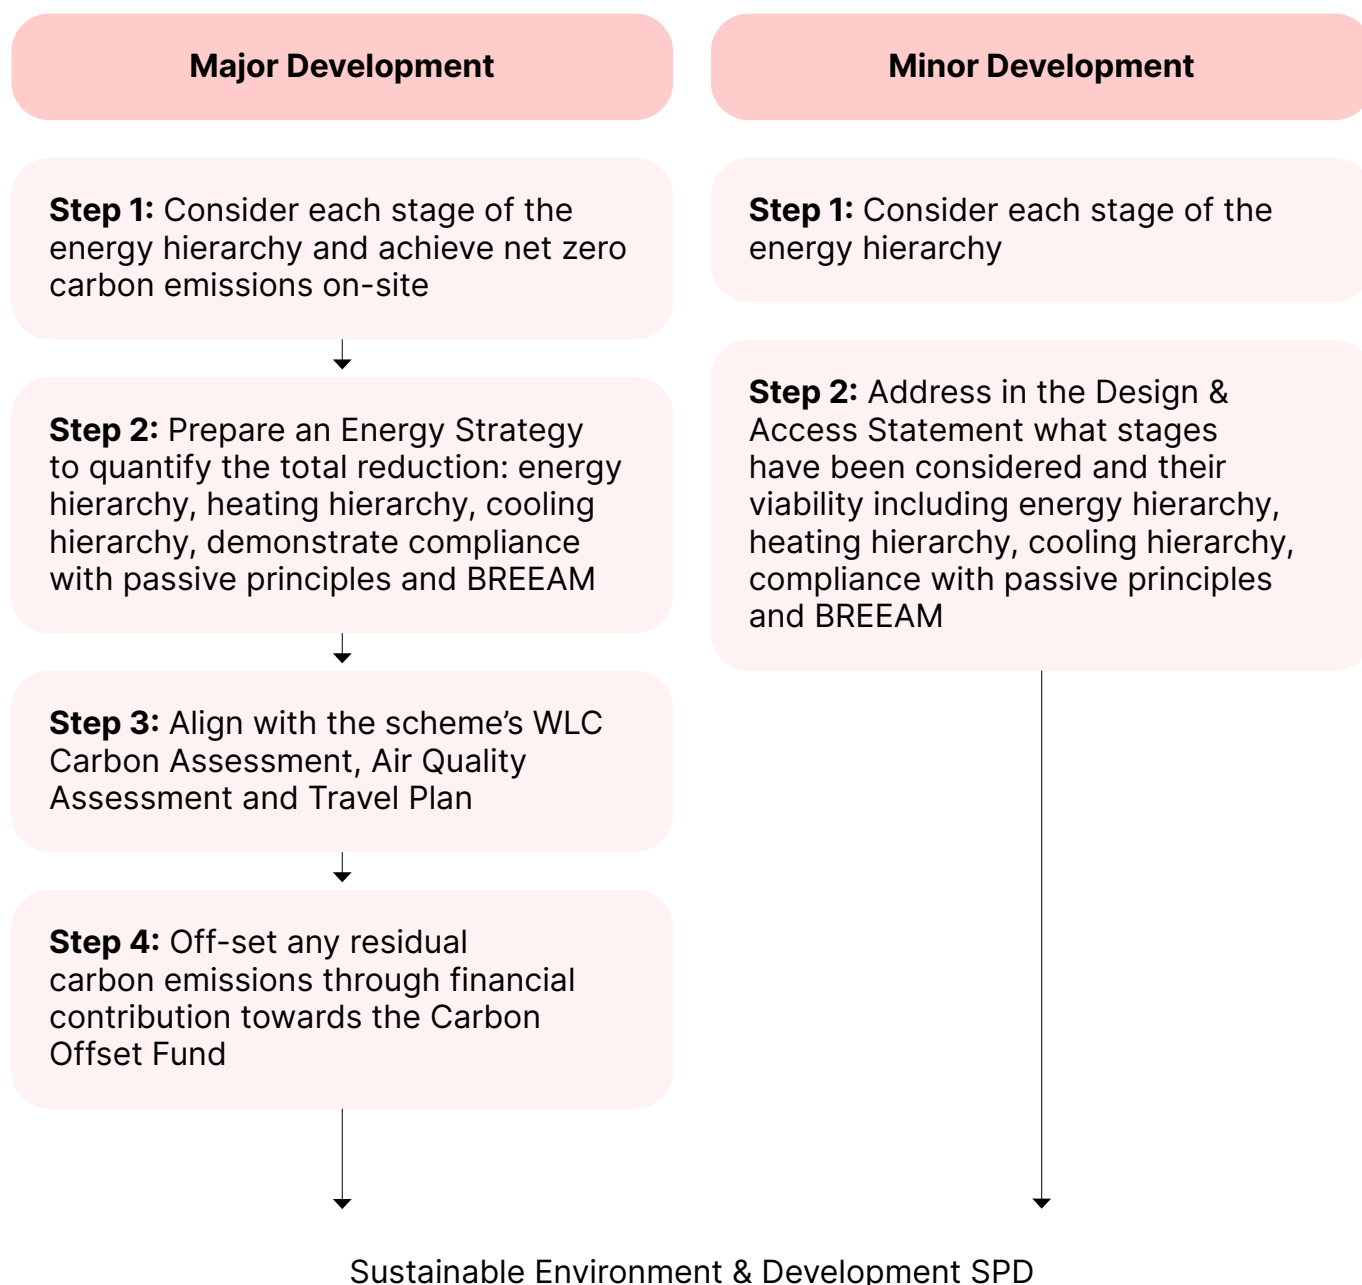 Major Development
Step 1: Consider each stage of the
energy hierarchy and achieve net zero
carbon emissions on-site
Step 2: Prepare an Energy Strategy
to quantify the total reduction: energy
hierarchy, heating hierarchy, cooling
hierarchy, demonstrate compliance
with passive principles and BREEAM
Step 3: Align with the scheme’s WLC
Carbon Assessment, Air Quality
Assessment and Travel Plan
Step 4: Off-set any residual
carbon emissions through financial
contribution towards the Carbon
Offset Fund
Minor Development
Step 1: Consider each stage of the
energy hierarchy
Step 2: Address in the Design &
Access Statement what stages
have been considered and their
viability including energy hierarchy,
heating hierarchy, cooling hierarchy,
compliance with passive principles
and BREEAM
Sustainable Environment & Development SPD